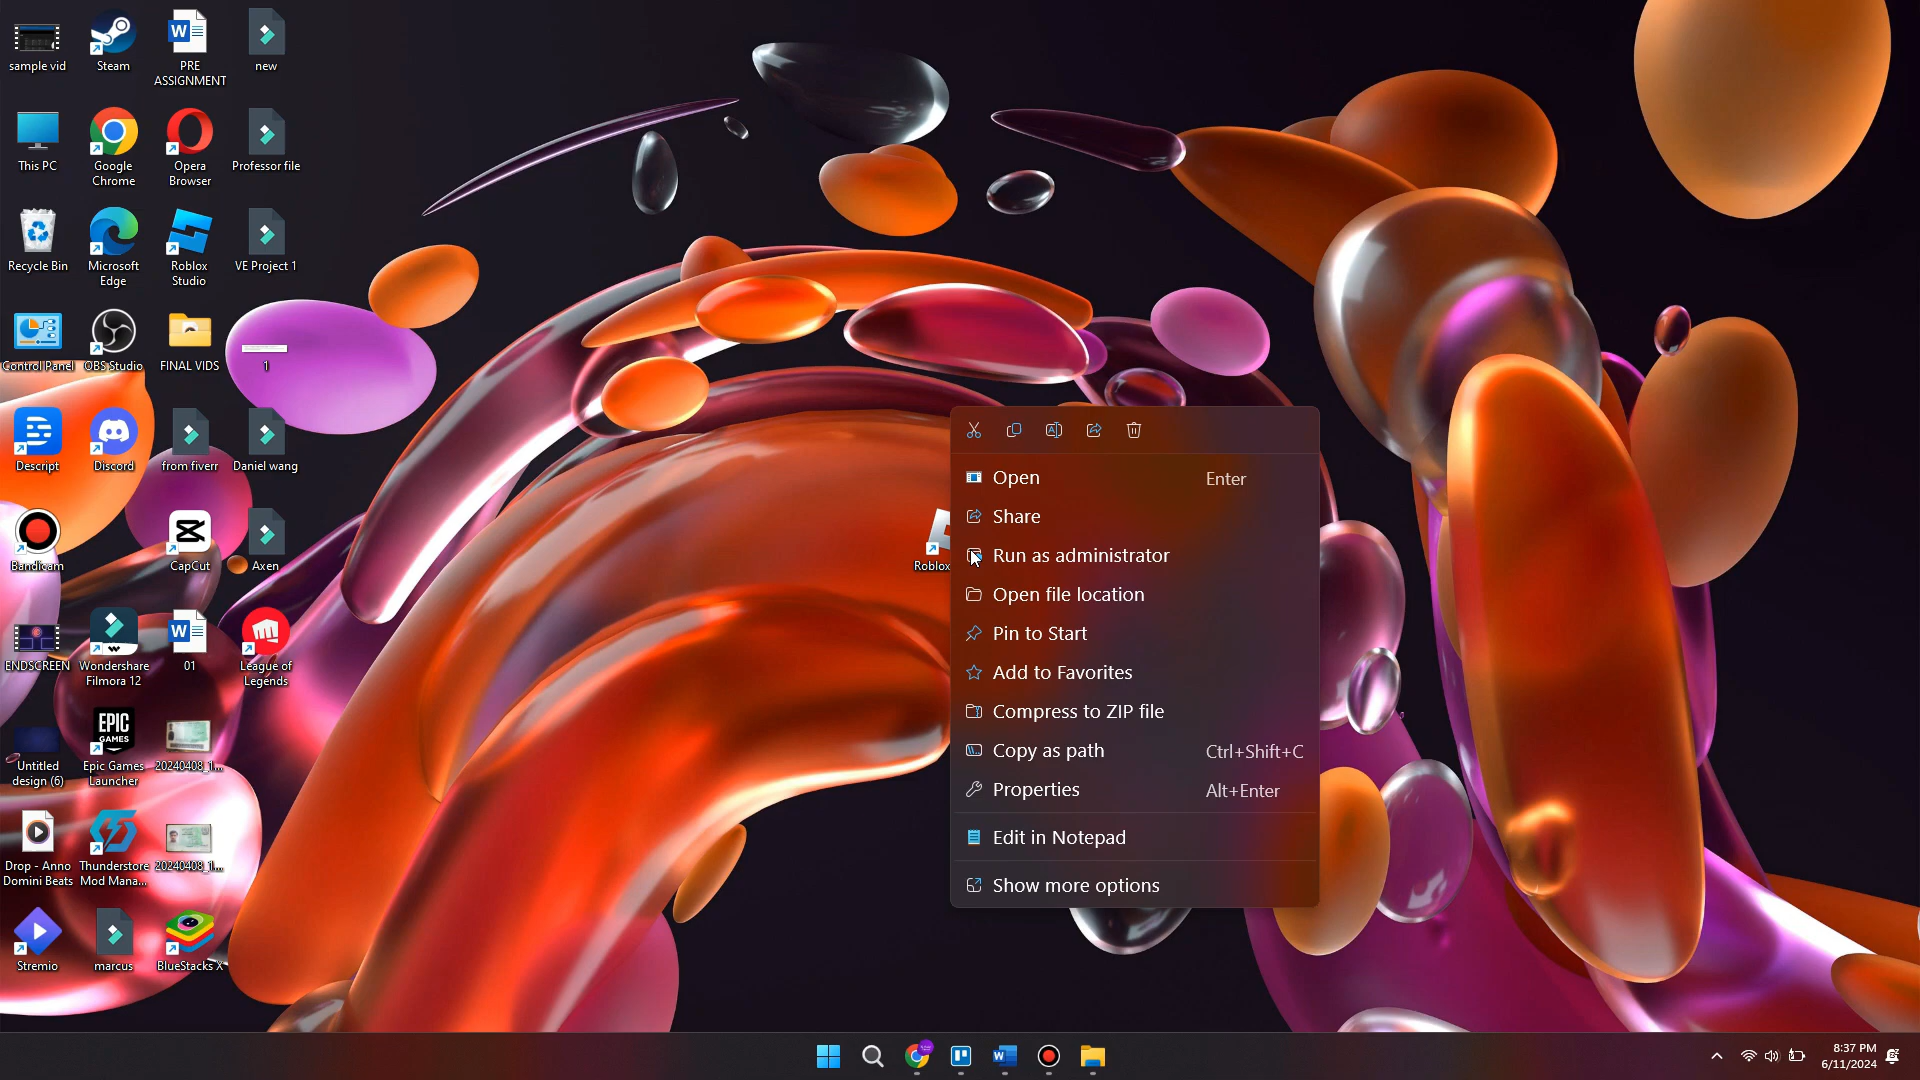 sample vid
Steam
PRE
ASSIGNMENT
new
This PC
Google
Chrome
Opera
Browser
Professor file
Recycle Bin
Microsoft
Edge
Roblox
Studio
VE Project 1
Control Panel
OBS Studio
FINAL VIDS
1
Descript
Discord
from fiverr
Daniel wang
Bandicam
CapCut
Axen
ENDSCREEN
Wondershare
Filmora 12
01
League of
Legends
Untitled
design (6)
EPIC
GAMES
Epic Games
Launcher
20240408_1...
Drop - Anno
Domini Beats
Thunderstore
Mod Mana...
20240408_1...
Stremio
marcus
BlueStacks X
Roblox
Open Enter
Share
Run as administrator
Open file location
Pin to Start
Add to Favorites
Compress to ZIP file
Copy as path Ctrl+Shift+C
Properties Alt+Enter
Edit in Notepad
Show more options
8:37 PM
6/11/2024